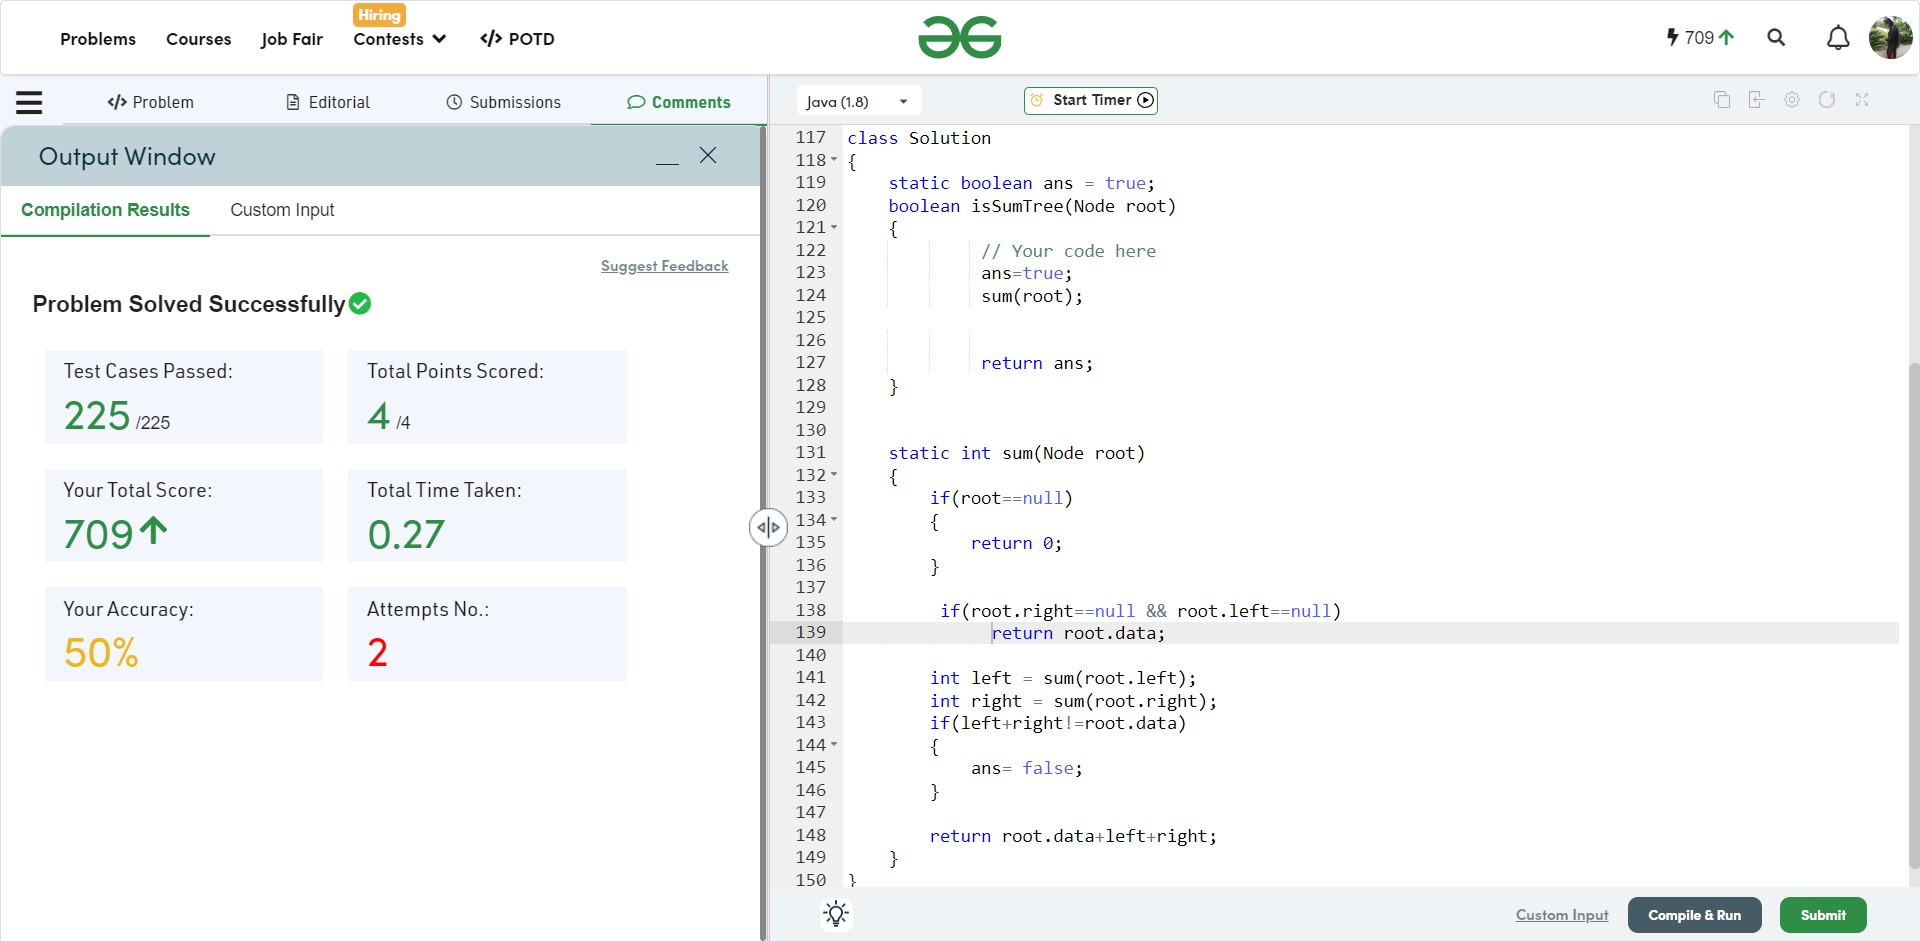 Problems Courses Job Fair Hiring Contests </> POTD
709
</> Problem Editorial Submissions Comments
Output Window
Compilation Results Custom Input
Suggest Feedback
Problem Solved Successfully
Test Cases Passed: Total Points Scored:
225 /225 4 /4
Your Total Score: Total Time Taken:
709 0.27
Your Accuracy: Attempts No.:
50% 2
Java (1.8) Start Timer
117 class Solution
118 {
119 static boolean ans = true;
120 boolean isSumTree(Node root)
121 {
122 // Your code here
123 ans=true;
124 sum(root);
125
126
127 return ans;
128 }
129
130
131 static int sum(Node root)
132 {
133 if(root==null)
134 {
135 return 0;
136 }
137
138 if(root.right==null && root.left==null)
139 return root.data;
140
141 int left = sum(root.left);
142 int right = sum(root.right);
143 if(left+right!=root.data)
144 {
145 ans= false;
146 }
147
148 return root.data+left+right;
149 }
150 }
Custom Input Compile & Run Submit